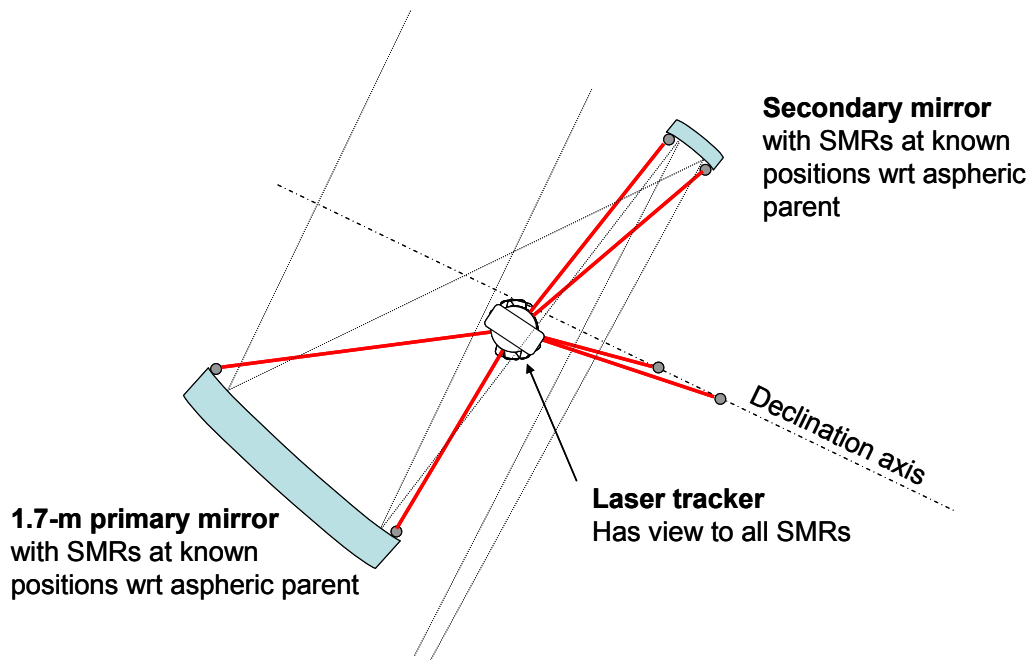 Secondary mirror
with SMRs at known
positions wrt aspheric
parent
Declination axis
Laser tracker
Has view to all SMRs
1.7-m primary mirror
with SMRs at known
positions wrt aspheric parent